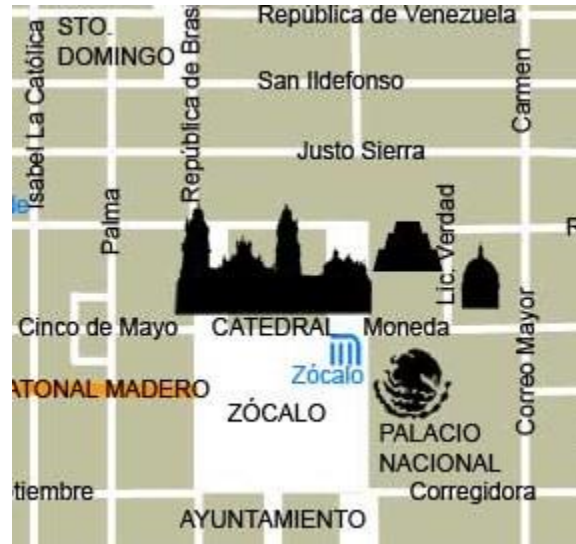 República de Venezuela
STO.
DOMINGO
Isabel La Católica
República de Bras
San Ildefonso
Carmen
Justo Sierra
Palma
Lic. Verdad
R
Cinco de Mayo
CATEDRAL
Moneda
Correo Mayor
Zócalo
ATONAL MADERO
ZÓCALO
PALACIO
NACIONAL
tiembre
Corregidora
AYUNTAMIENTO